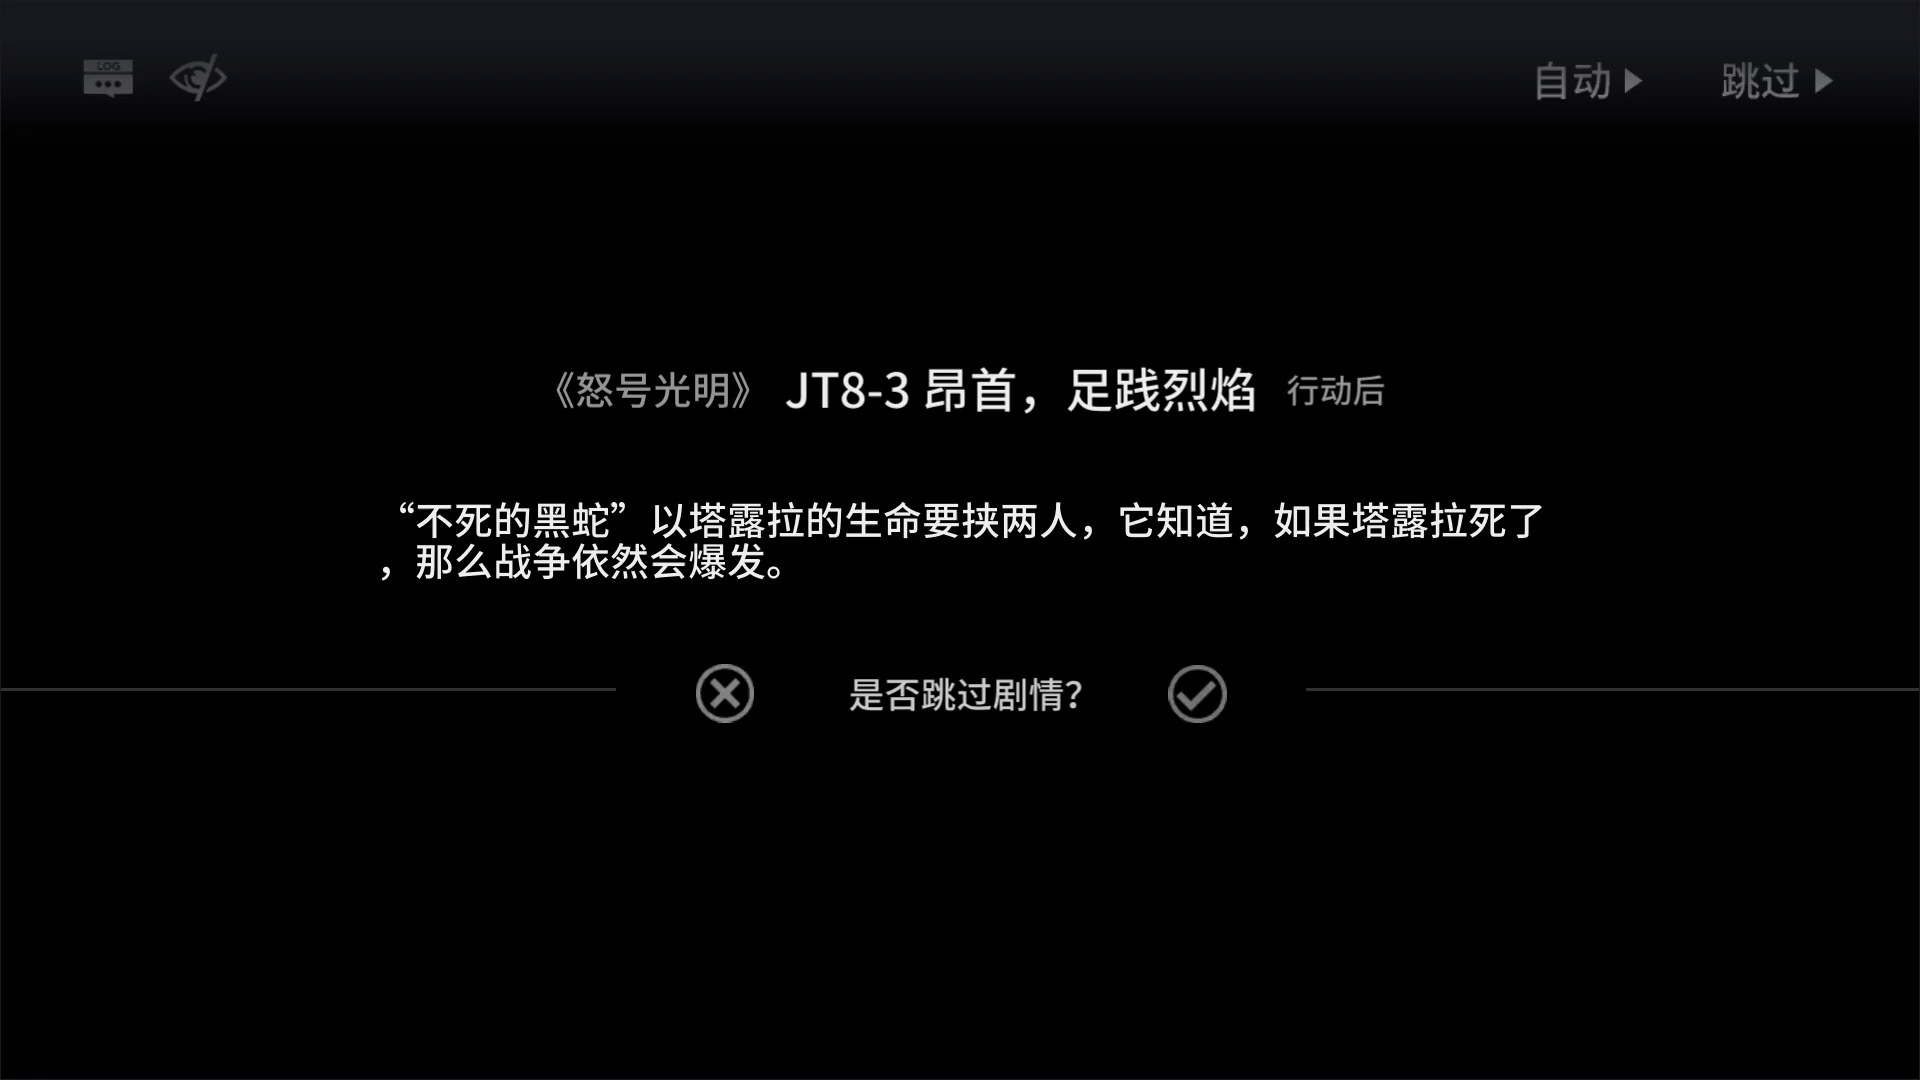 LOG
自动
跳过
《怒号光明》 JT8-3 昂首，足践烈焰 行动后
“不死的黑蛇”以塔露拉的生命要挟两人，它知道，如果塔露拉死了
，那么战争依然会爆发。
是否跳过剧情？